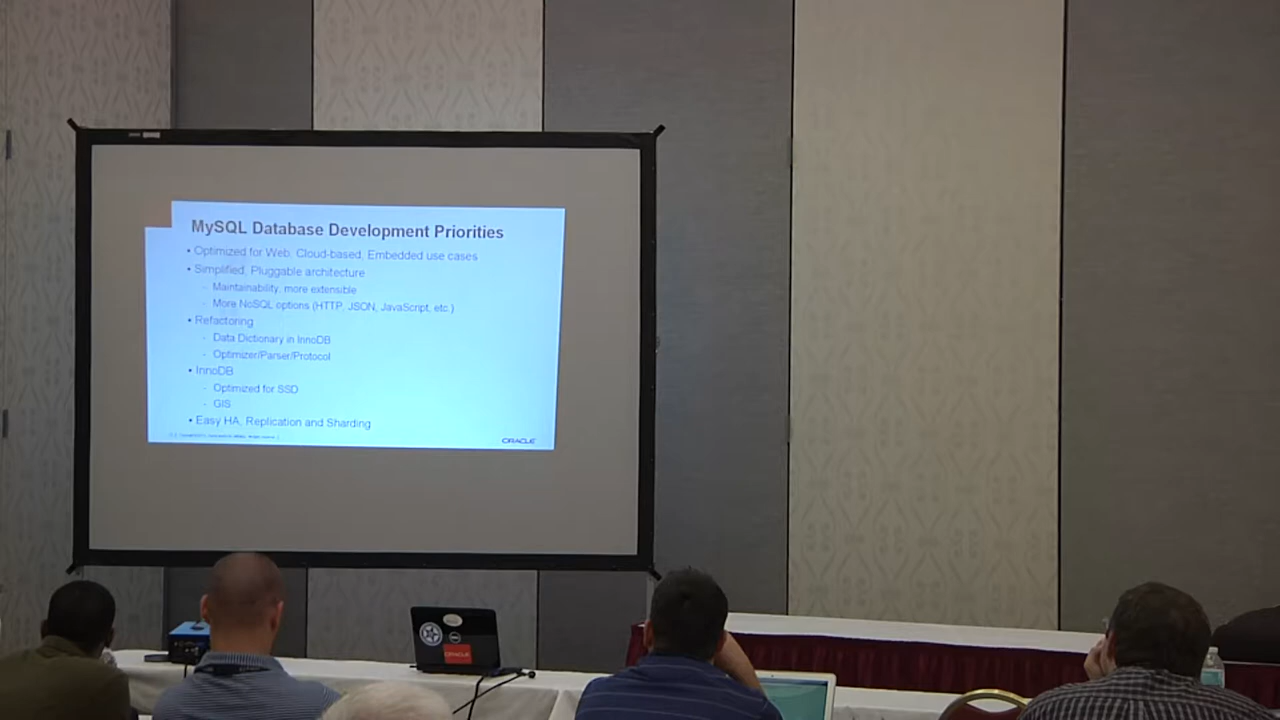 MySQL Database Development Priorities
• Optimized for Web, Cloud-based, Embedded use cases
• Simplified, Pluggable architecture
- Maintainability, more extensible
- More NoSQL options (HTTP, JSON, JavaScript, etc.)
• Refactoring
- Data Dictionary in InnoDB
- Optimizer/Parser/Protocol
• InnoDB
- Optimized for SSD
- GIS
• Easy HA, Replication and Sharding
ORACLE
ORACLE